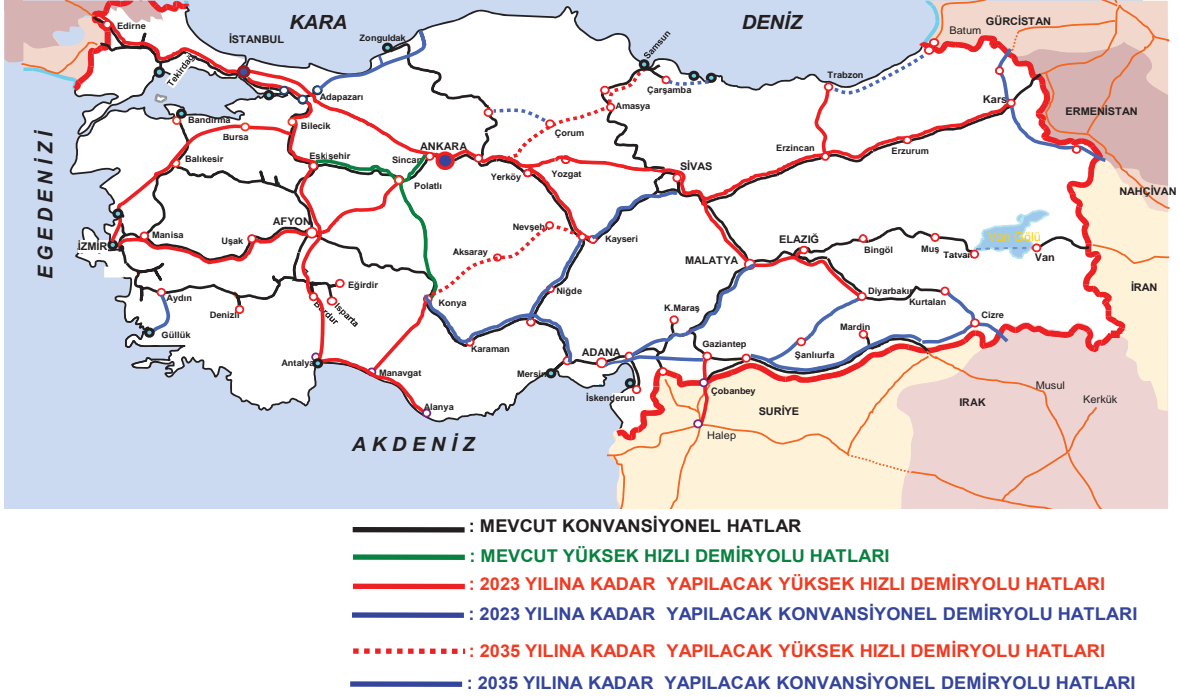 KARA DENİZ
GÜRCİSTAN
Edirne
İSTANBUL
Zonguldak
Batum
Samsun
Tekirdağ
Trabzon
Çarşamba
Adapazarı
Kars
Amasya
ERMENİSTAN
Bandırma
Bilecik
Bursa
Çorum
ANKARA
Erzincan
Erzurum
Eskişehir
Sincan
Balıkesir
SİVAS
Yerköy
Yozgat
Polatlı
NAHÇİVAN
EGEDENİZİ
AFYON
Nevşehi
Manisa
Uşak
İZMİR
Kayseri
ELAZIĞ
Bingöl
Muş
Van Gölü
Tatvan
Van
Aksaray
MALATYA
Eğirdir
İRAN
Aydın
Burdur
Isparta
Konya
Niğde
Diyarbakır
Kurtalan
Denizli
K.Maraş
Cizre
Güllük
Mardin
Karaman
ADANA
Gaziantep
Şanlıurfa
Antalya
Manavgat
Mersin
Çobanbey
İskenderun
Musul
Alanya
SURİYE
IRAK
Kerkük
AKDENİZ
Halep
: MEVCUT KONVANSİYONEL HATLAR
: MEVCUT YÜKSEK HIZLI DEMİRYOLU HATLARI
: 2023 YILINA KADAR YAPILACAK YÜKSEK HIZLI DEMİRYOLU HATLARI
: 2023 YILINA KADAR YAPILACAK KONVANSİYONEL DEMİRYOLU HATLARI
: 2035 YILINA KADAR YAPILACAK YÜKSEK HIZLI DEMİRYOLU HATLARI
: 2035 YILINA KADAR YAPILACAK KONVANSİYONEL DEMİRYOLU HATLARI